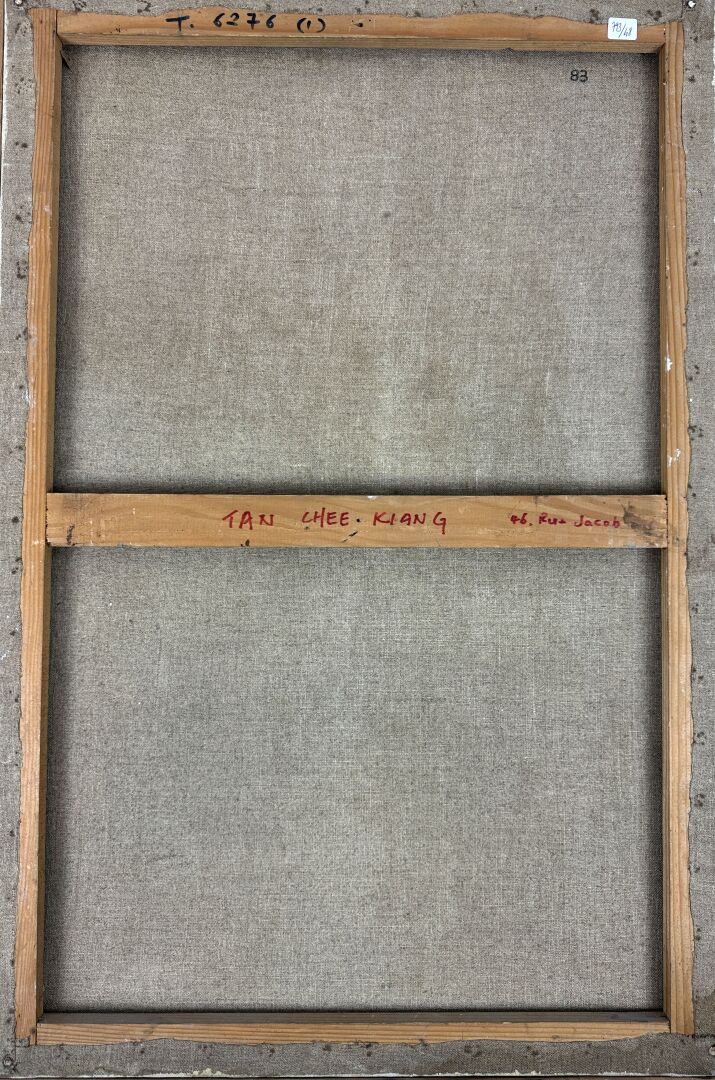 T. 6276 (1)
83
TAN CHEE. KIANG
46. Rue Jacob